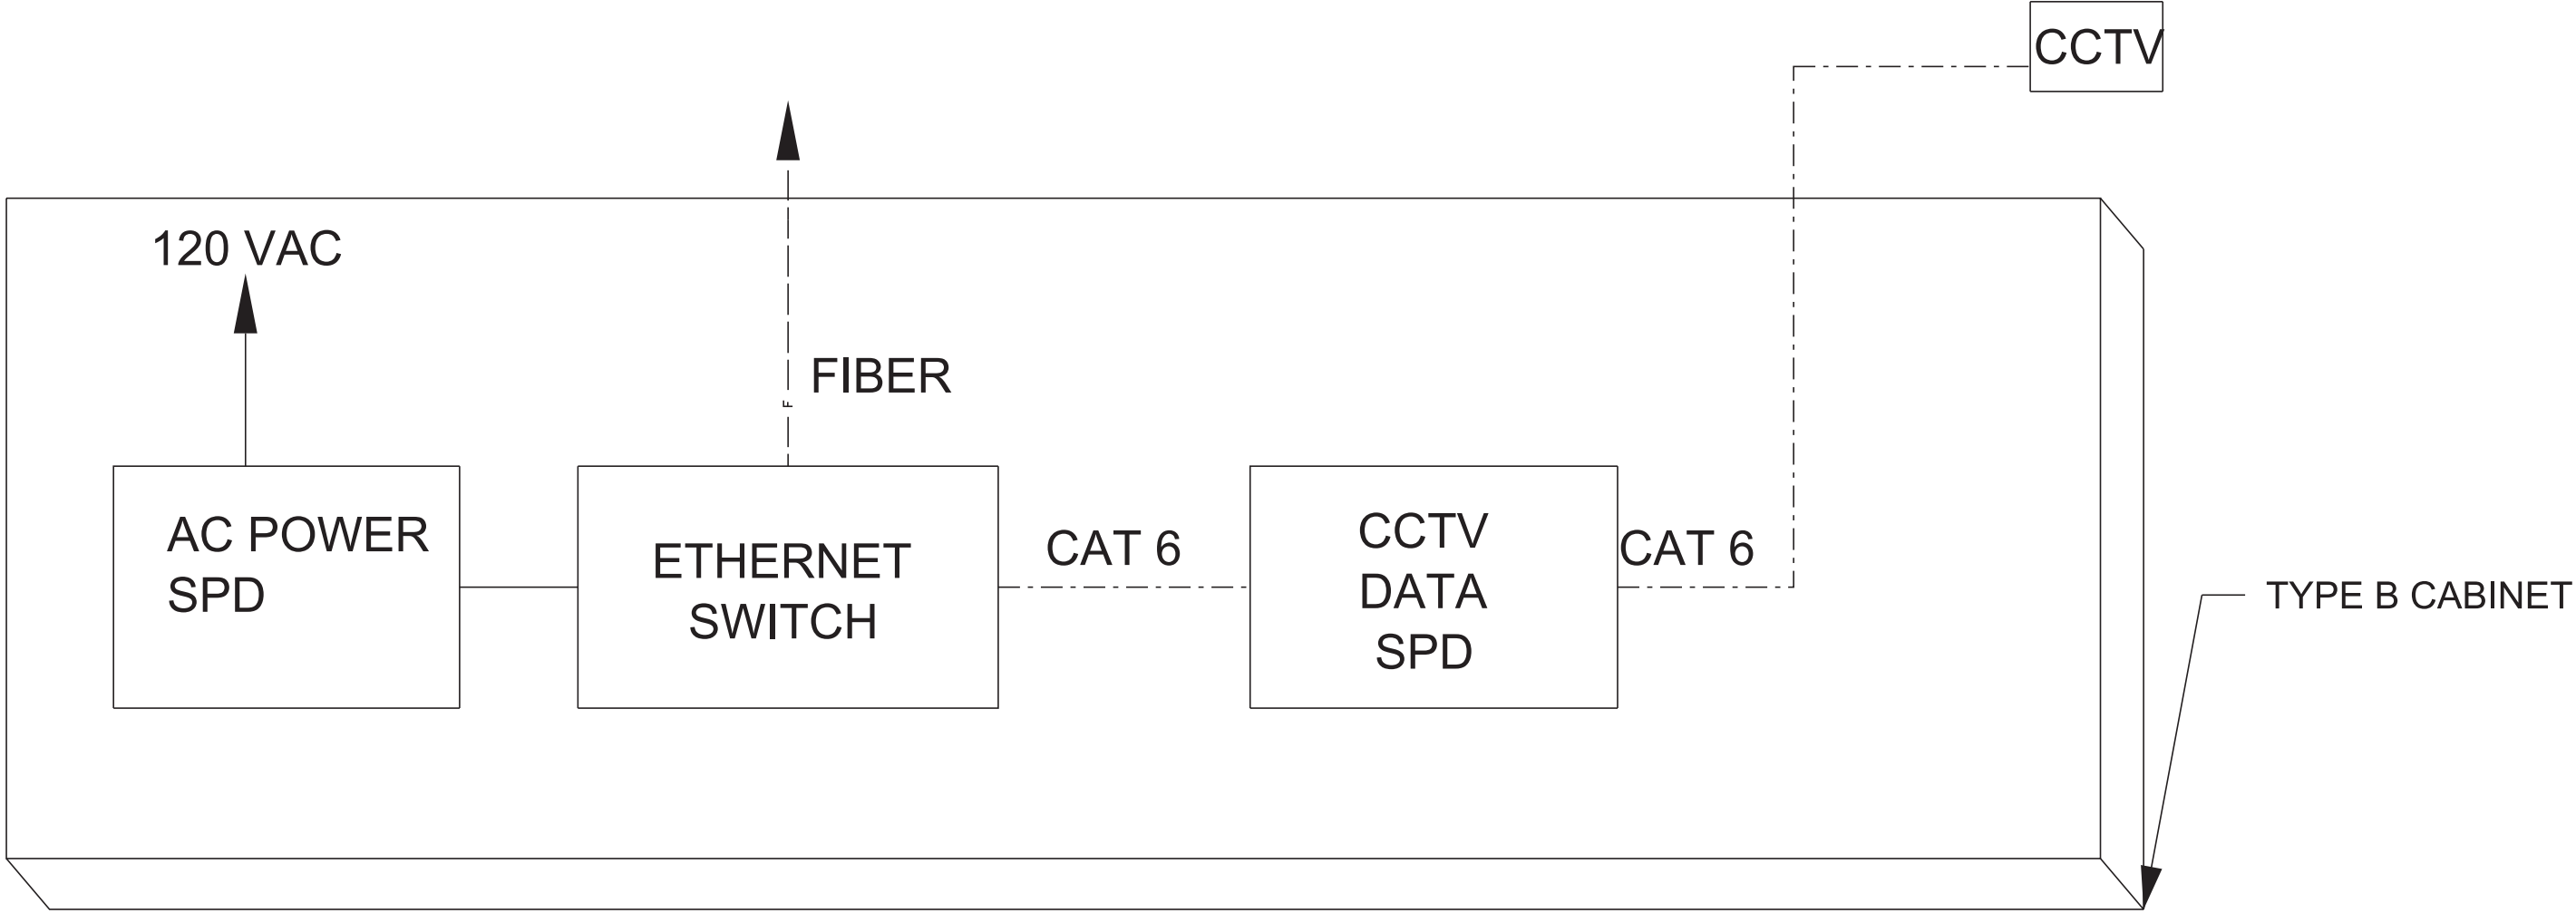 CCTV
120 VAC
FIBER
AC POWER
SPD
ETHERNET
SWITCH
CAT 6
CCTV
DATA
SPD
CAT 6
TYPE B CABINET